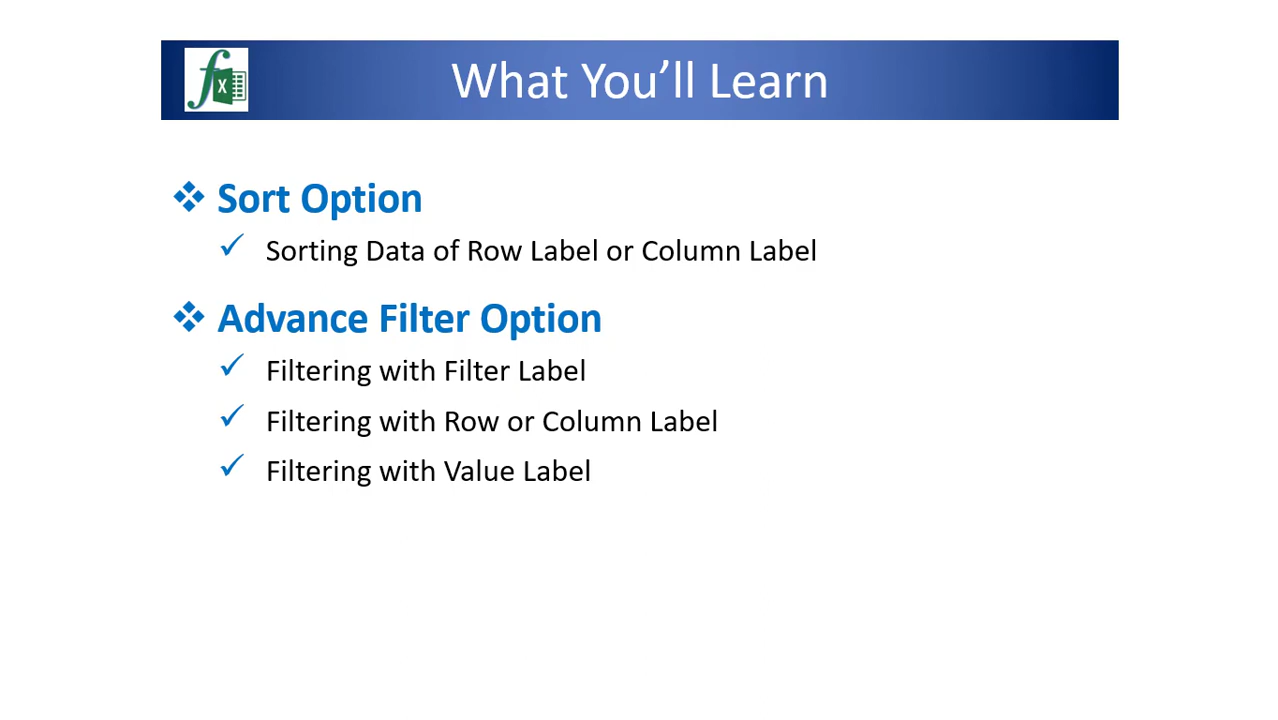 What You’ll Learn
Sort Option
Sorting Data of Row Label or Column Label
Advance Filter Option
Filtering with Filter Label
Filtering with Row or Column Label
Filtering with Value Label